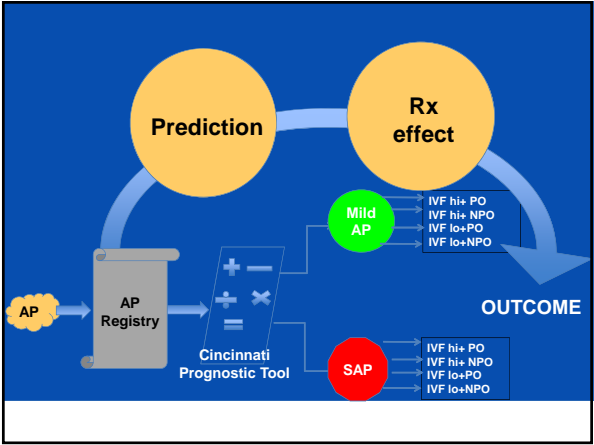 Prediction
Rx
effect
Mild
AP
IVF hi+ PO
IVF hi+ NPO
IVF lo+PO
IVF lo+NPO
AP
AP
Registry
OUTCOME
Cincinnati
Prognostic Tool
SAP
IVF hi+ PO
IVF hi+ NPO
IVF lo+PO
IVF lo+NPO